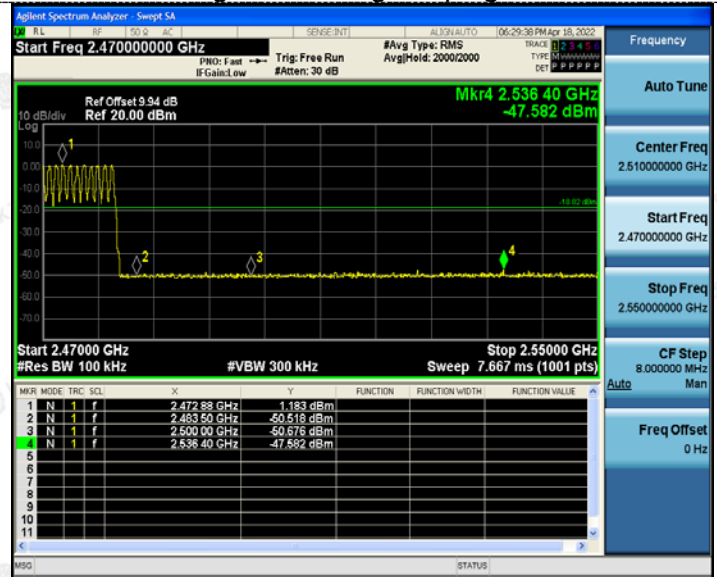 Agilent Spectrum Analyzer - Swept SA
RL RF 50 Ω AC SENSE:INT ALIGN AUTO 06:29:38 PM Apr 18, 2022
Start Freq 2.470000000 GHz
PNO: Fast Trig: Free Run
IFGain:Low #Atten: 30 dB
#Avg Type: RMS
Avg|Hold: 2000/2000
TRACE 1 2 3 4 5 6
TYPE M
DET P P P P P P
Frequency
Ref Offset 9.94 dB
10 dB/div Ref 20.00 dBm
Mkr4 2.536 40 GHz
-47.582 dBm
Log
10.0
0.00
-10.0
-20.0
-30.0
-40.0
-50.0
-60.0
-70.0
1
2
3
4
-18.82 dBm
Start 2.47000 GHz Stop 2.55000 GHz
#Res BW 100 kHz #VBW 300 kHz Sweep 7.667 ms (1001 pts)
MKR MODE TRC SCL X Y FUNCTION FUNCTION WIDTH FUNCTION VALUE
1 N 1 f 2.472 88 GHz 1.183 dBm
2 N 1 f 2.483 50 GHz -50.518 dBm
3 N 1 f 2.500 00 GHz -50.676 dBm
4 N 1 f 2.536 40 GHz -47.582 dBm
5
6
7
8
9
10
11
Auto Tune
Center Freq
2.510000000 GHz
Start Freq
2.470000000 GHz
Stop Freq
2.550000000 GHz
CF Step
8.000000 MHz
Auto Man
Freq Offset
0 Hz
MSG STATUS